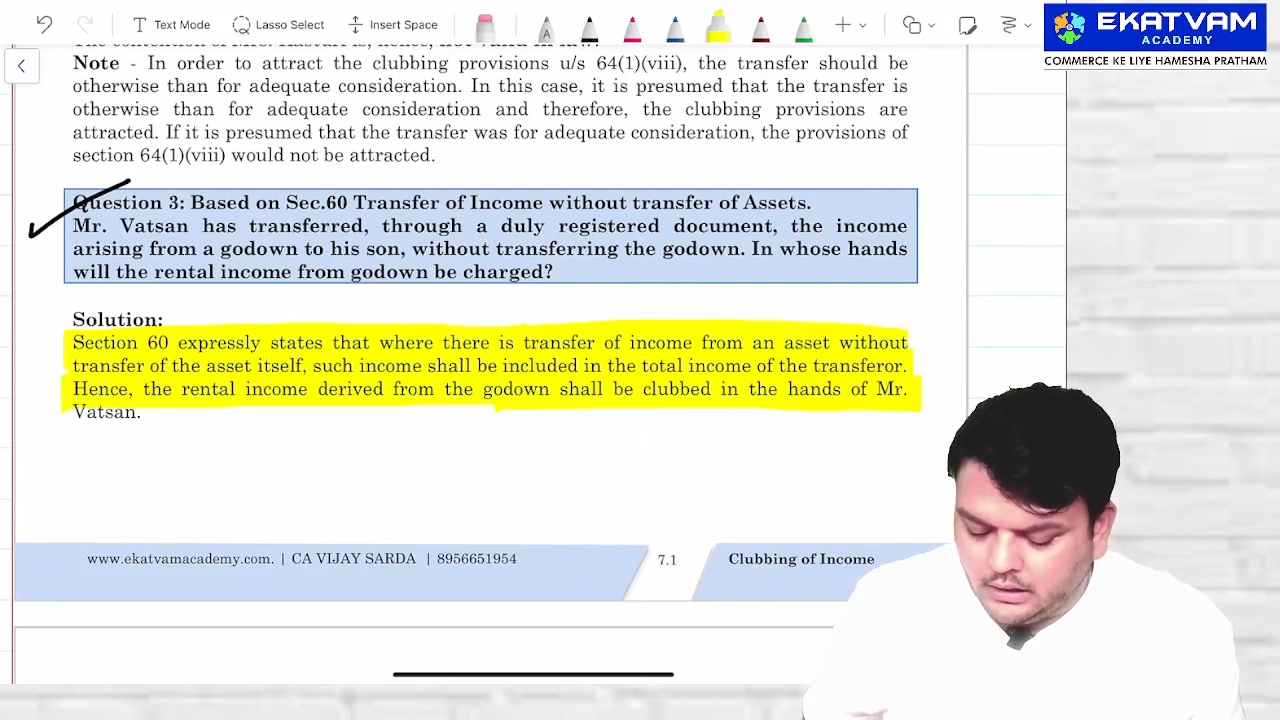 Text Mode
Lasso Select
Insert Space
EKATVAM
ACADEMY
COMMERCE KE LIYE HAMESHA PRATHAM
Note - In order to attract the clubbing provisions u/s 64(1)(viii), the transfer should be
otherwise than for adequate consideration. In this case, it is presumed that the transfer is
otherwise than for adequate consideration and therefore, the clubbing provisions are
attracted. If it is presumed that the transfer was for adequate consideration, the provisions of
section 64(1)(viii) would not be attracted.
Question 3: Based on Sec.60 Transfer of Income without transfer of Assets.
Mr. Vatsan has transferred, through a duly registered document, the income
arising from a godown to his son, without transferring the godown. In whose hands
will the rental income from godown be charged?
Solution:
Section 60 expressly states that where there is transfer of income from an asset without
transfer of the asset itself, such income shall be included in the total income of the transferor.
Hence, the rental income derived from the godown shall be clubbed in the hands of Mr.
Vatsan.
www.ekatvamacademy.com. | CA VIJAY SARDA | 8956651954
7.1
Clubbing of Income